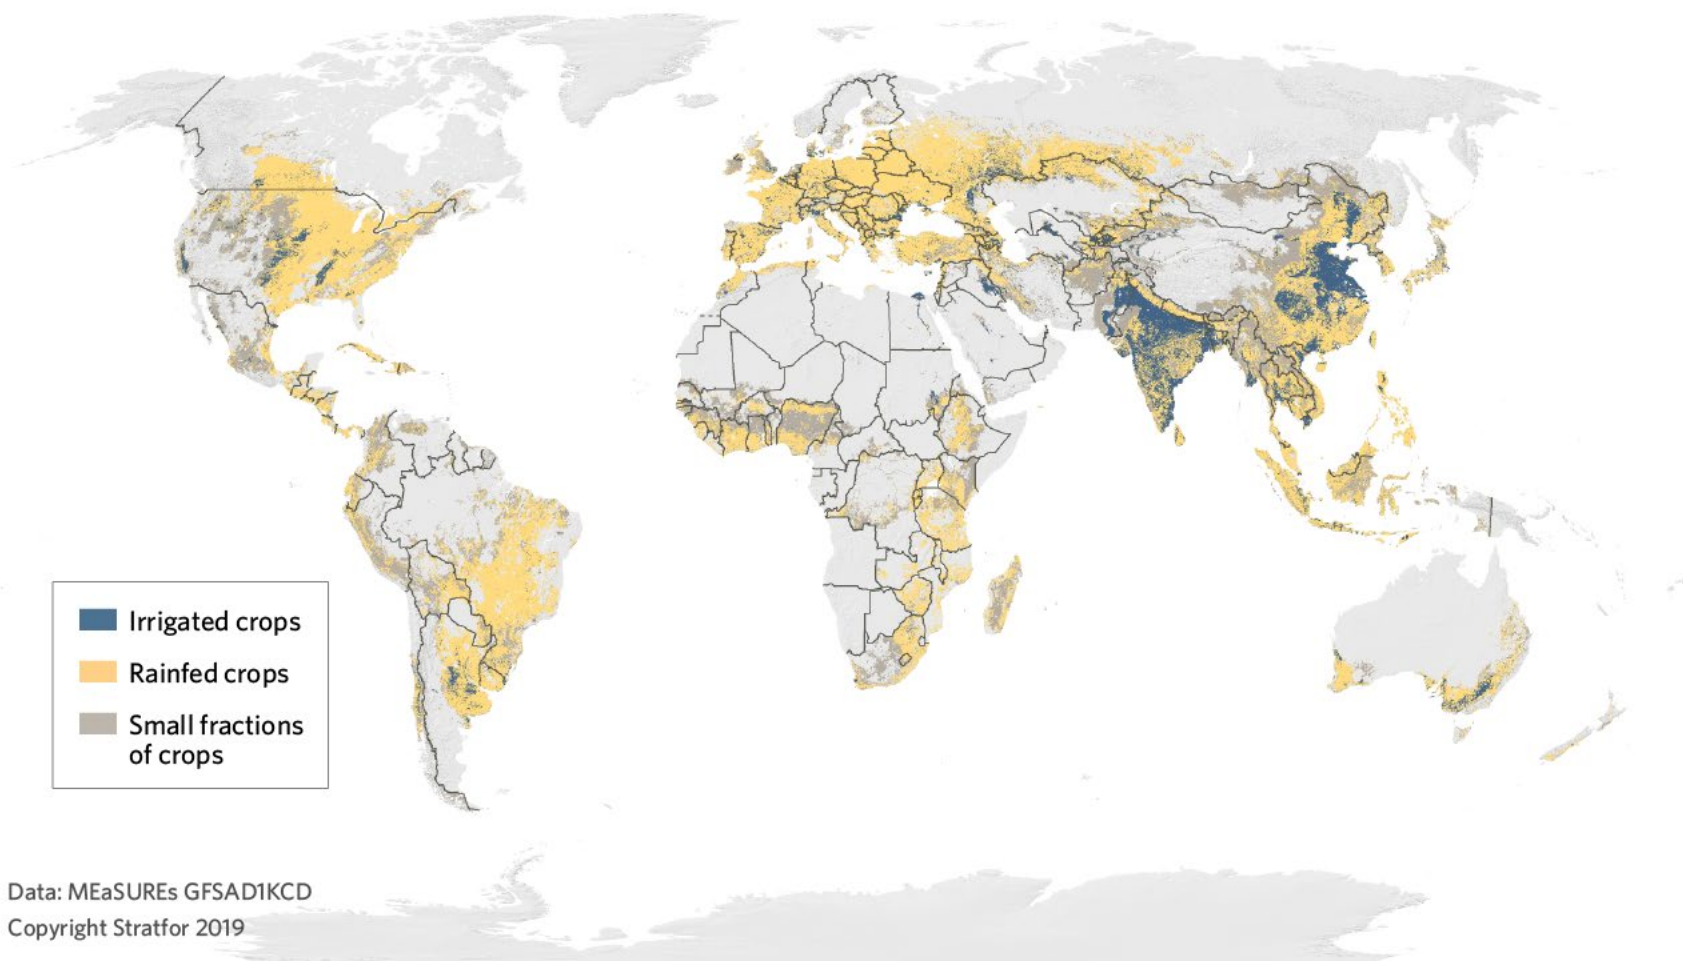 Irrigated crops
Rainfed crops
Small fractions
of crops
Data: MEaSUREs GFSAD1KCD
Copyright Stratfor 2019